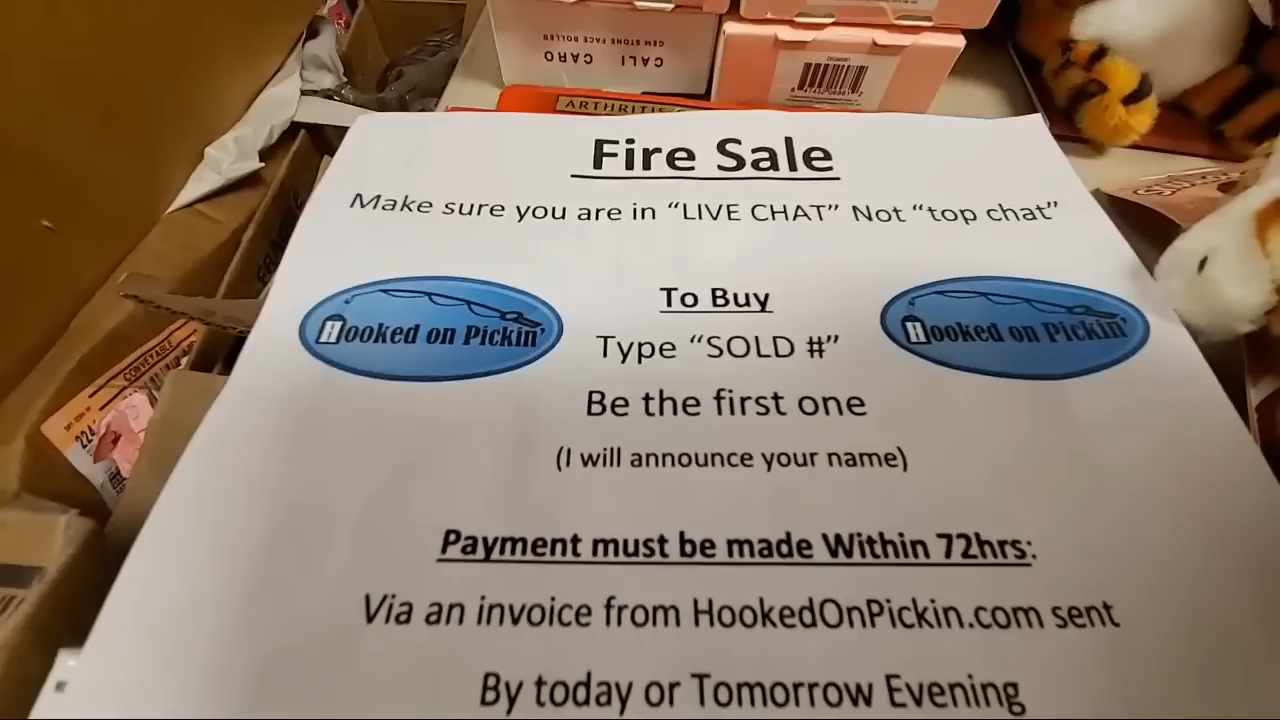 GEM STONE FACE ROLLER
CALI CARO
ARTHRITIS
Fire Sale
Make sure you are in “LIVE CHAT” Not “top chat”
Hooked on Pickin'
Hooked on Pickin'
To Buy
Type “SOLD #”
Be the first one
(I will announce your name)
CONVEYABLE
224
Payment must be made Within 72hrs:
Via an invoice from HookedOnPickin.com sent
By today or Tomorrow Evening